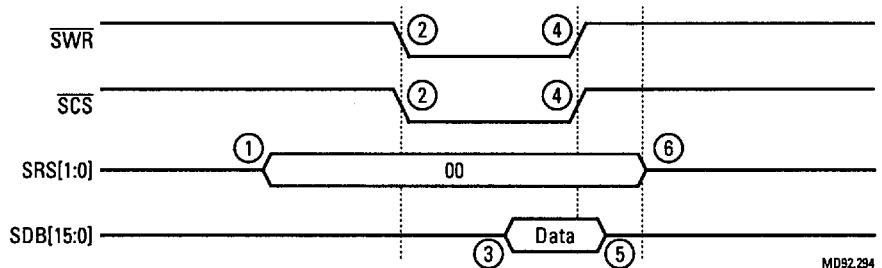 SWR ② ④
SCS ② ④
SRS[1:0] ① 00 ⑥
SDB[15:0] ③ Data ⑤
MD92.294